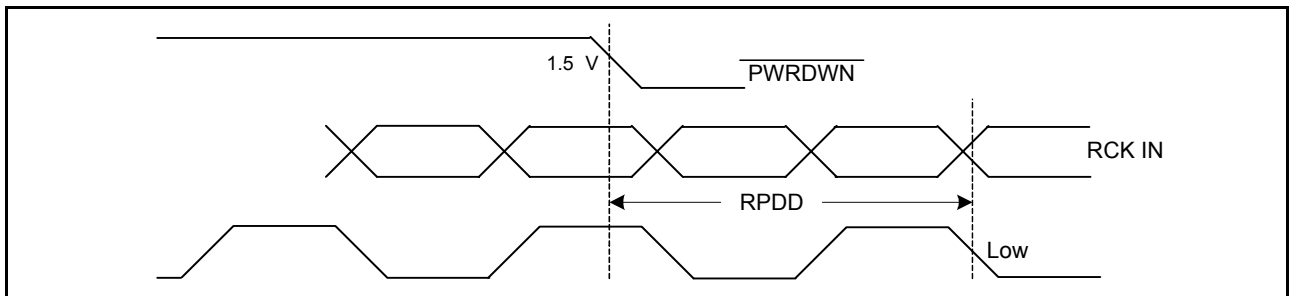 1.5 V
PWRDWN
RCK IN
RPDD
Low